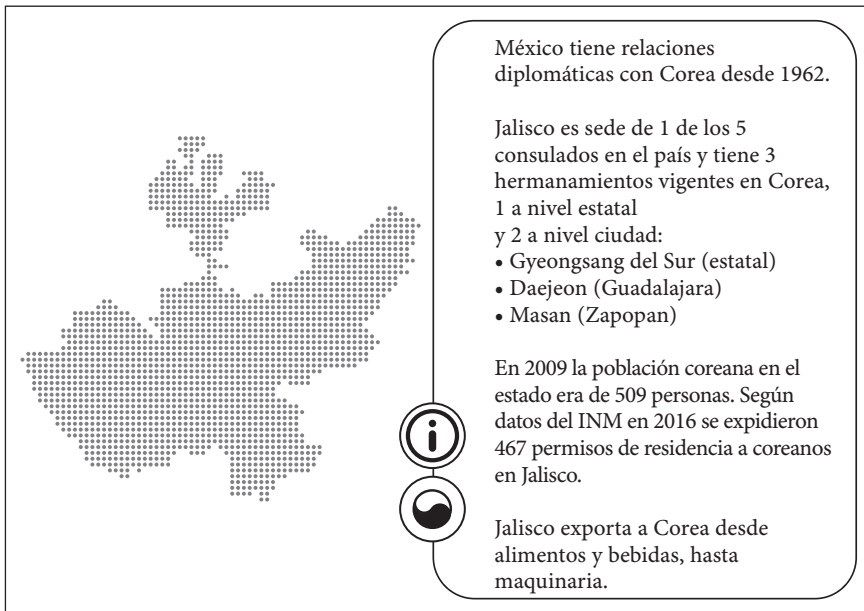 México tiene relaciones
diplomáticas con Corea desde 1962.
Jalisco es sede de 1 de los 5
consulados en el país y tiene 3
hermanamientos vigentes en Corea,
1 a nivel estatal
y 2 a nivel ciudad:
• Gyeongsang del Sur (estatal)
• Daejeon (Guadalajara)
• Masan (Zapopan)
En 2009 la población coreana en el
estado era de 509 personas. Según
datos del INM en 2016 se expidieron
467 permisos de residencia a coreanos
en Jalisco.
Jalisco exporta a Corea desde
alimentos y bebidas, hasta
maquinaria.